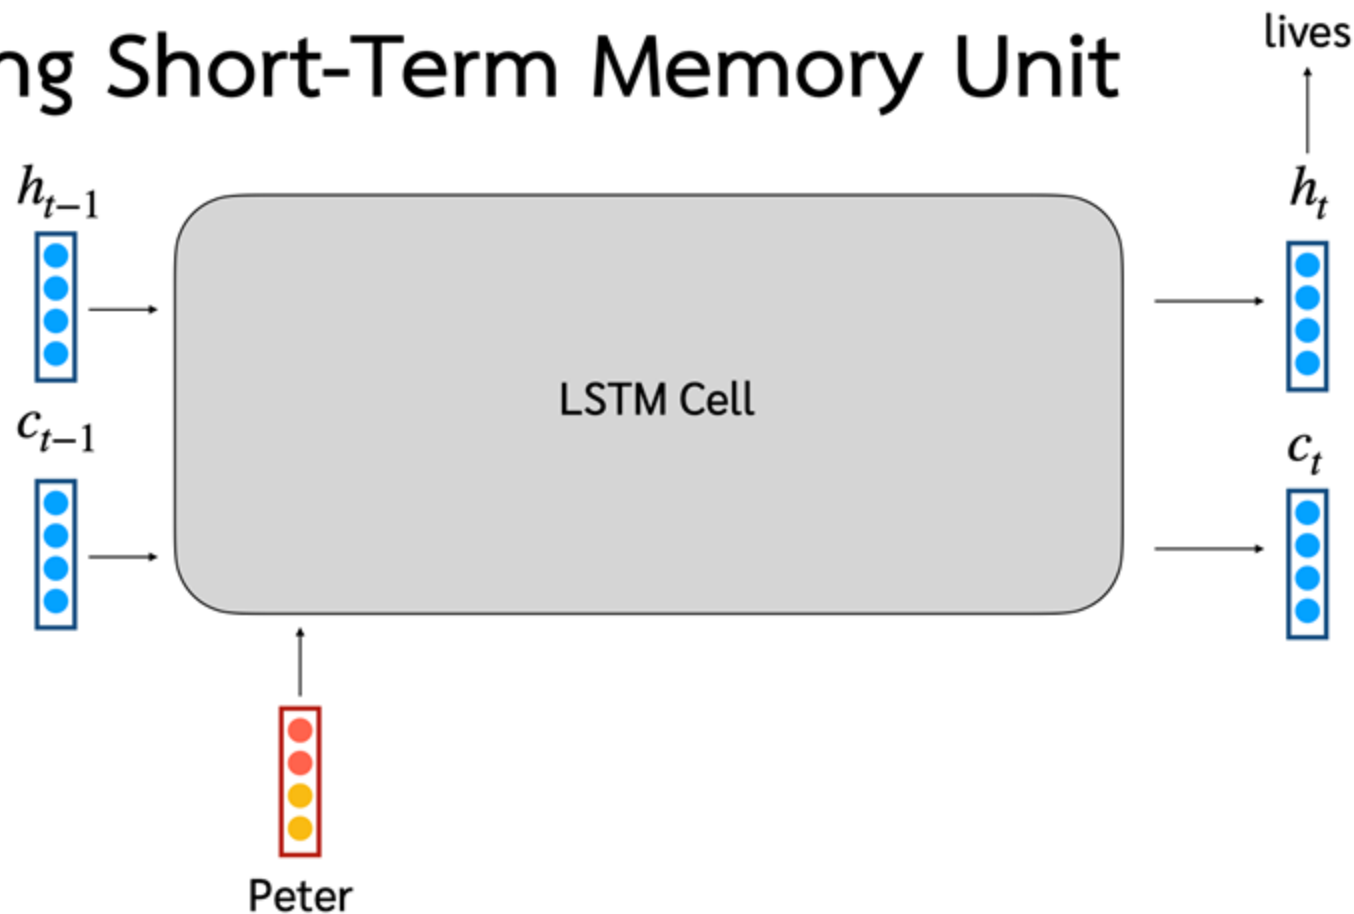 ng Short-Term Memory Unit
lives
h_{t-1}
h_t
LSTM Cell
c_{t-1}
c_t
Peter